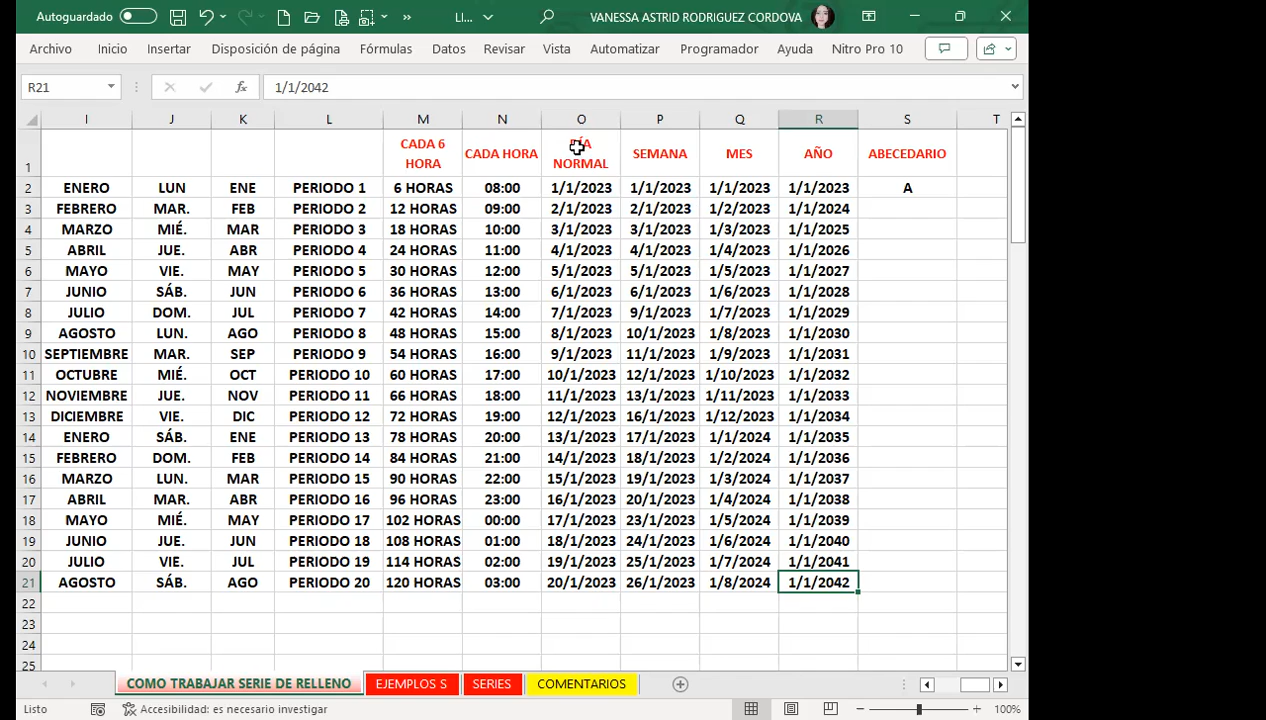 Autoguardado LI... VANESSA ASTRID RODRIGUEZ CORDOVA
Archivo Inicio Insertar Disposición de página Fórmulas Datos Revisar Vista Automatizar Programador Ayuda Nitro Pro 10
R21 fx 1/1/2042
I J K L M N O P Q R S T
1 CADA 6 HORA CADA HORA DÍA NORMAL SEMANA MES AÑO ABECEDARIO
2 ENERO LUN ENE PERIODO 1 6 HORAS 08:00 1/1/2023 1/1/2023 1/1/2023 1/1/2023 A
3 FEBRERO MAR. FEB PERIODO 2 12 HORAS 09:00 2/1/2023 2/1/2023 1/2/2023 1/1/2024
4 MARZO MIÉ. MAR PERIODO 3 18 HORAS 10:00 3/1/2023 3/1/2023 1/3/2023 1/1/2025
5 ABRIL JUE. ABR PERIODO 4 24 HORAS 11:00 4/1/2023 4/1/2023 1/4/2023 1/1/2026
6 MAYO VIE. MAY PERIODO 5 30 HORAS 12:00 5/1/2023 5/1/2023 1/5/2023 1/1/2027
7 JUNIO SÁB. JUN PERIODO 6 36 HORAS 13:00 6/1/2023 6/1/2023 1/6/2023 1/1/2028
8 JULIO DOM. JUL PERIODO 7 42 HORAS 14:00 7/1/2023 9/1/2023 1/7/2023 1/1/2029
9 AGOSTO LUN. AGO PERIODO 8 48 HORAS 15:00 8/1/2023 10/1/2023 1/8/2023 1/1/2030
10 SEPTIEMBRE MAR. SEP PERIODO 9 54 HORAS 16:00 9/1/2023 11/1/2023 1/9/2023 1/1/2031
11 OCTUBRE MIÉ. OCT PERIODO 10 60 HORAS 17:00 10/1/2023 12/1/2023 1/10/2023 1/1/2032
12 NOVIEMBRE JUE. NOV PERIODO 11 66 HORAS 18:00 11/1/2023 13/1/2023 1/11/2023 1/1/2033
13 DICIEMBRE VIE. DIC PERIODO 12 72 HORAS 19:00 12/1/2023 16/1/2023 1/12/2023 1/1/2034
14 ENERO SÁB. ENE PERIODO 13 78 HORAS 20:00 13/1/2023 17/1/2023 1/1/2024 1/1/2035
15 FEBRERO DOM. FEB PERIODO 14 84 HORAS 21:00 14/1/2023 18/1/2023 1/2/2024 1/1/2036
16 MARZO LUN. MAR PERIODO 15 90 HORAS 22:00 15/1/2023 19/1/2023 1/3/2024 1/1/2037
17 ABRIL MAR. ABR PERIODO 16 96 HORAS 23:00 16/1/2023 20/1/2023 1/4/2024 1/1/2038
18 MAYO MIÉ. MAY PERIODO 17 102 HORAS 00:00 17/1/2023 23/1/2023 1/5/2024 1/1/2039
19 JUNIO JUE. JUN PERIODO 18 108 HORAS 01:00 18/1/2023 24/1/2023 1/6/2024 1/1/2040
20 JULIO VIE. JUL PERIODO 19 114 HORAS 02:00 19/1/2023 25/1/2023 1/7/2024 1/1/2041
21 AGOSTO SÁB. AGO PERIODO 20 120 HORAS 03:00 20/1/2023 26/1/2023 1/8/2024 1/1/2042
22
23
24
25
COMO TRABAJAR SERIE DE RELLENO EJEMPLOS S SERIES COMENTARIOS
Listo Accesibilidad: es necesario investigar 100%